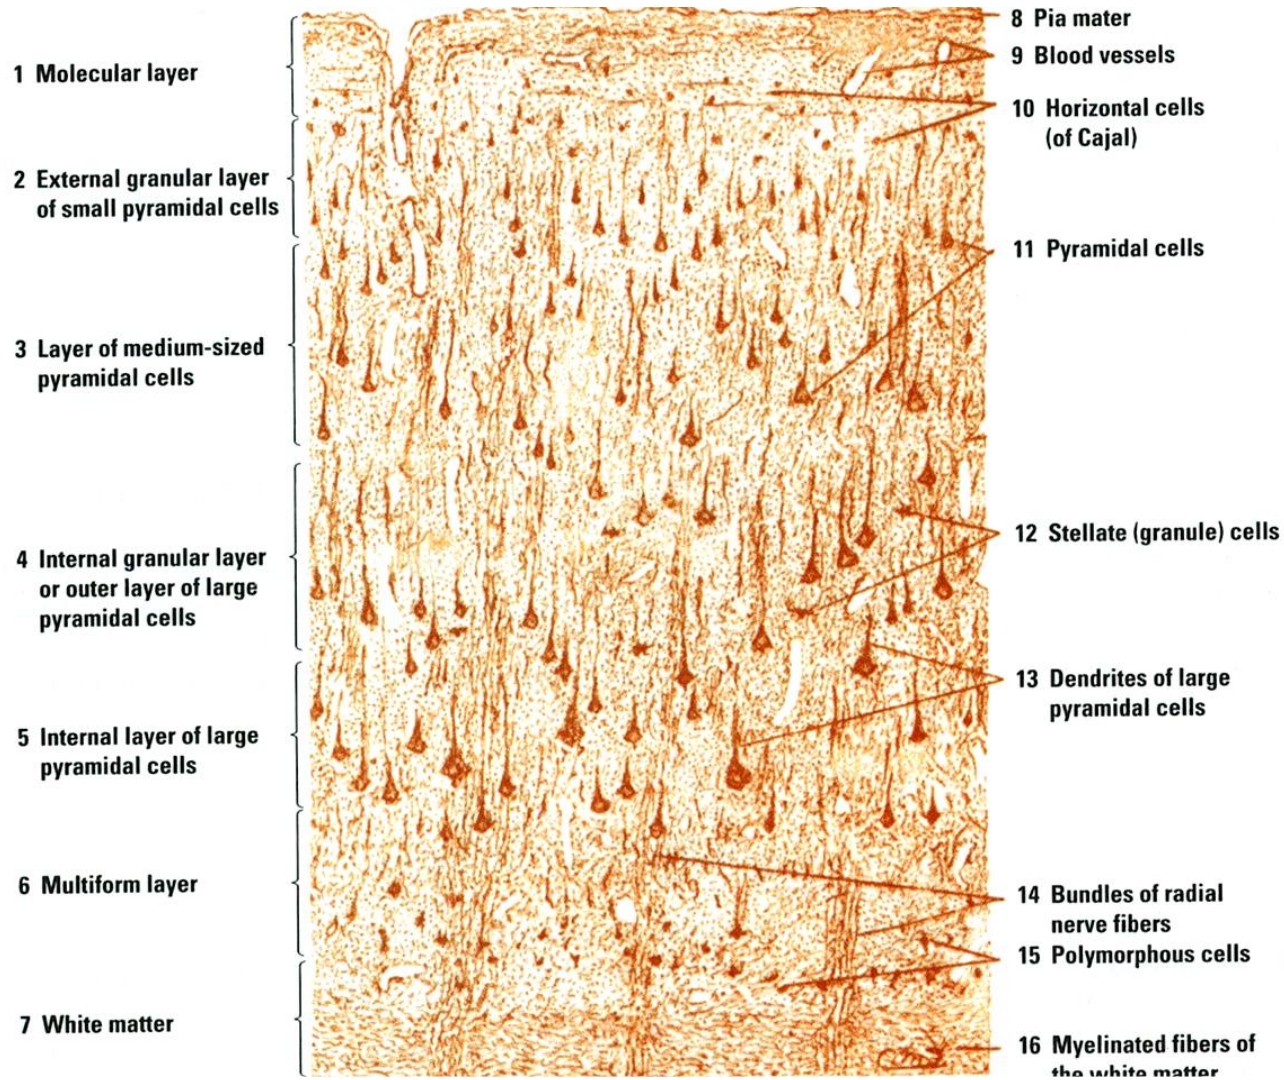 1 Molecular layer
2 External granular layer
of small pyramidal cells
3 Layer of medium-sized
pyramidal cells
4 Internal granular layer
or outer layer of large
pyramidal cells
5 Internal layer of large
pyramidal cells
6 Multiform layer
7 White matter
8 Pia mater
9 Blood vessels
10 Horizontal cells
(of Cajal)
11 Pyramidal cells
12 Stellate (granule) cells
13 Dendrites of large
pyramidal cells
14 Bundles of radial
nerve fibers
15 Polymorphous cells
16 Myelinated fibers of
the white matter